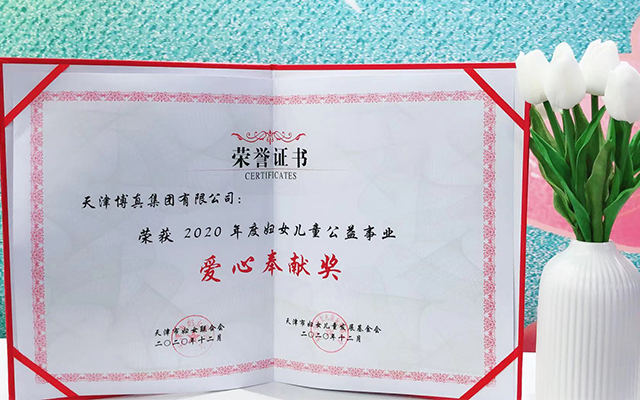 荣誉证书
CERTIFICATES
天津博真集团有限公司：
荣获 2020 年度妇女儿童公益事业
爱心奉献奖
天津市妇女联合会 天津市妇女儿童发展基金会
二〇二〇年十二月 二〇二〇年十二月